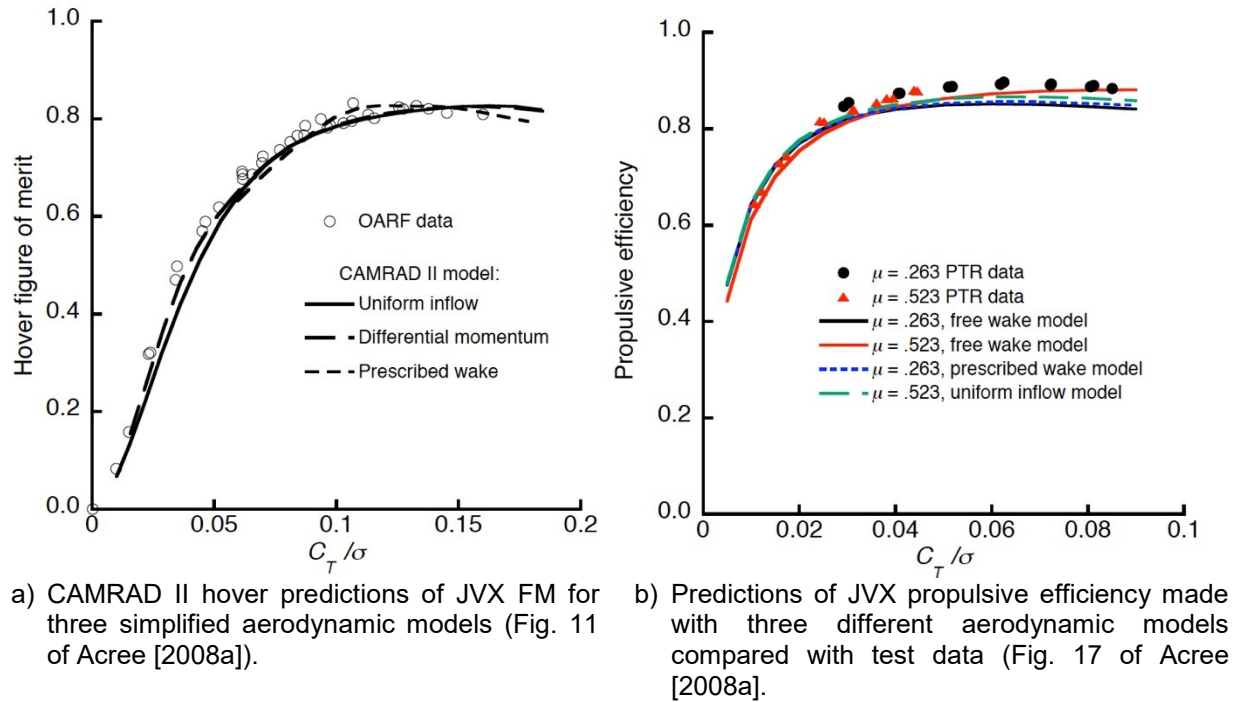 1.0
0.8
0.6
0.4
0.2
0.0
Hover figure of merit
OARF data
CAMRAD II model:
Uniform inflow
Differential momentum
Prescribed wake
0 0.05 0.1 0.15 0.2
C_T /σ
a) CAMRAD II hover predictions of JVX FM for
three simplified aerodynamic models (Fig. 11
of Acree [2008a]).
1.0
0.8
0.6
0.4
0.2
0.0
Propulsive efficiency
μ = .263 PTR data
μ = .523 PTR data
μ = .263, free wake model
μ = .523, free wake model
μ = .263, prescribed wake model
μ = .523, uniform inflow model
0 0.02 0.04 0.06 0.08 0.1
C_T /σ
b) Predictions of JVX propulsive efficiency made
with three different aerodynamic models
compared with test data (Fig. 17 of Acree
[2008a].